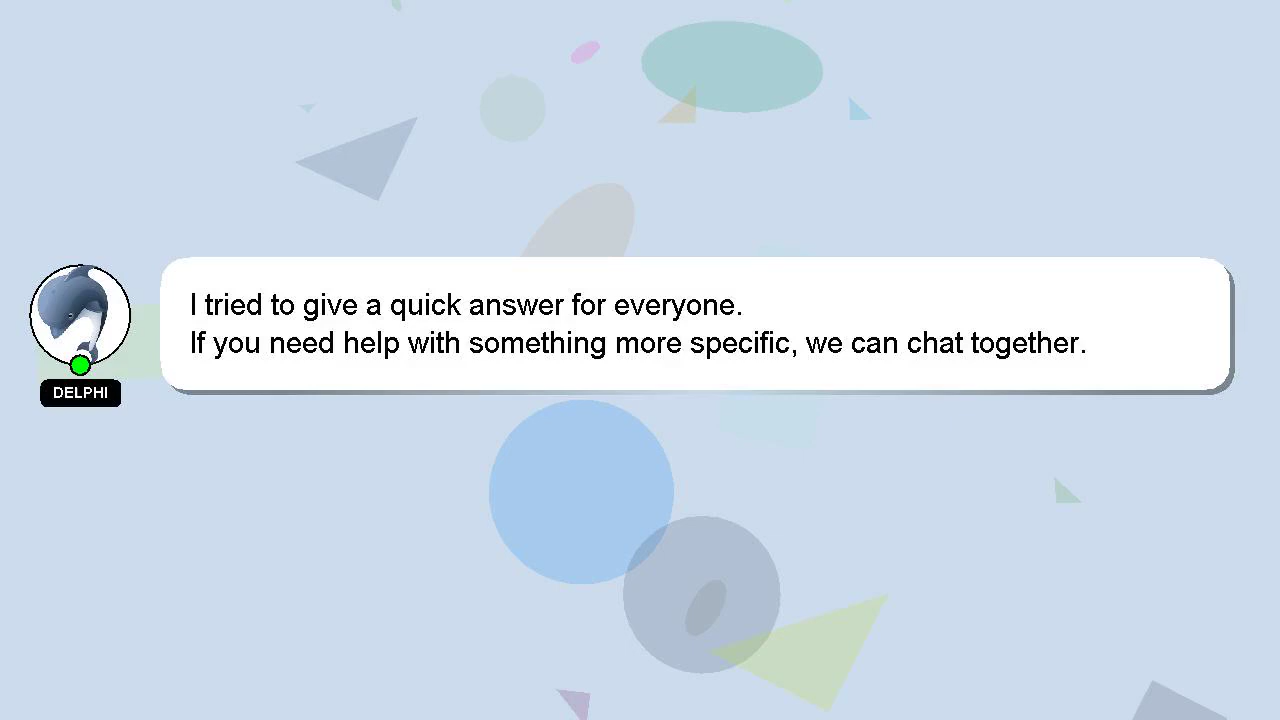 I tried to give a quick answer for everyone.
If you need help with something more specific, we can chat together.
DELPHI